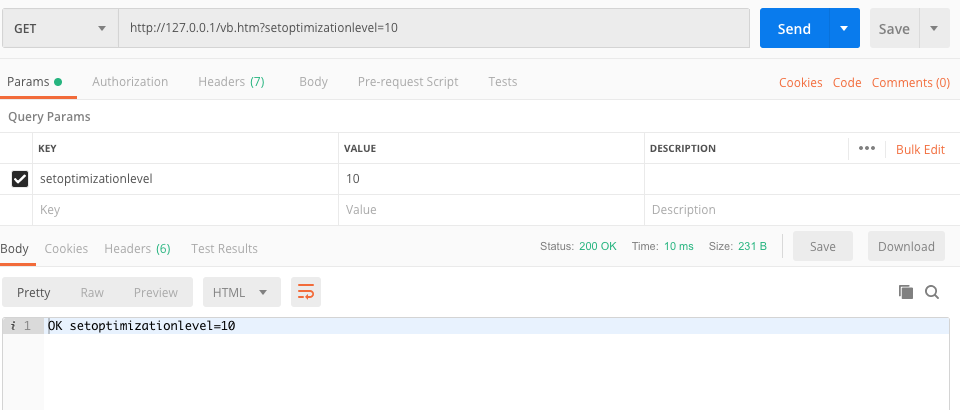 GET http://127.0.0.1/vb.htm?setoptimizationlevel=10 Send Save
Params Authorization Headers (7) Body Pre-request Script Tests Cookies Code Comments (0)
Query Params
KEY VALUE DESCRIPTION ••• Bulk Edit
setoptimizationlevel 10
Key Value Description
Body Cookies Headers (6) Test Results Status: 200 OK Time: 10 ms Size: 231 B Save Download
Pretty Raw Preview HTML
i 1 OK setoptimizationlevel=10